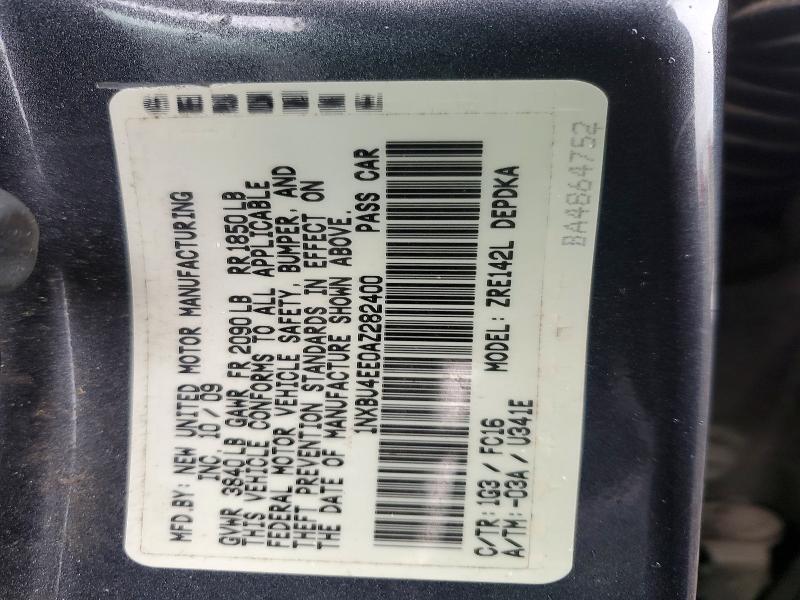 MFD.BY: NEW UNITED MOTOR MANUFACTURING
INC. 10/09
GVWR 3840LB GAWR FR 2090LB RR1850LB
THIS VEHICLE CONFORMS TO ALL APPLICABLE
FEDERAL MOTOR VEHICLE SAFETY, BUMPER, AND
THEFT PREVENTION STANDARDS IN EFFECT ON
THE DATE OF MANUFACTURE SHOWN ABOVE.
1NXBU4EE0AZ282400 PASS CAR
C/TR: 1G3 / FC16 MODEL: ZRE142L DEPDKA
A/TM: -03A / U341E
BA4864752